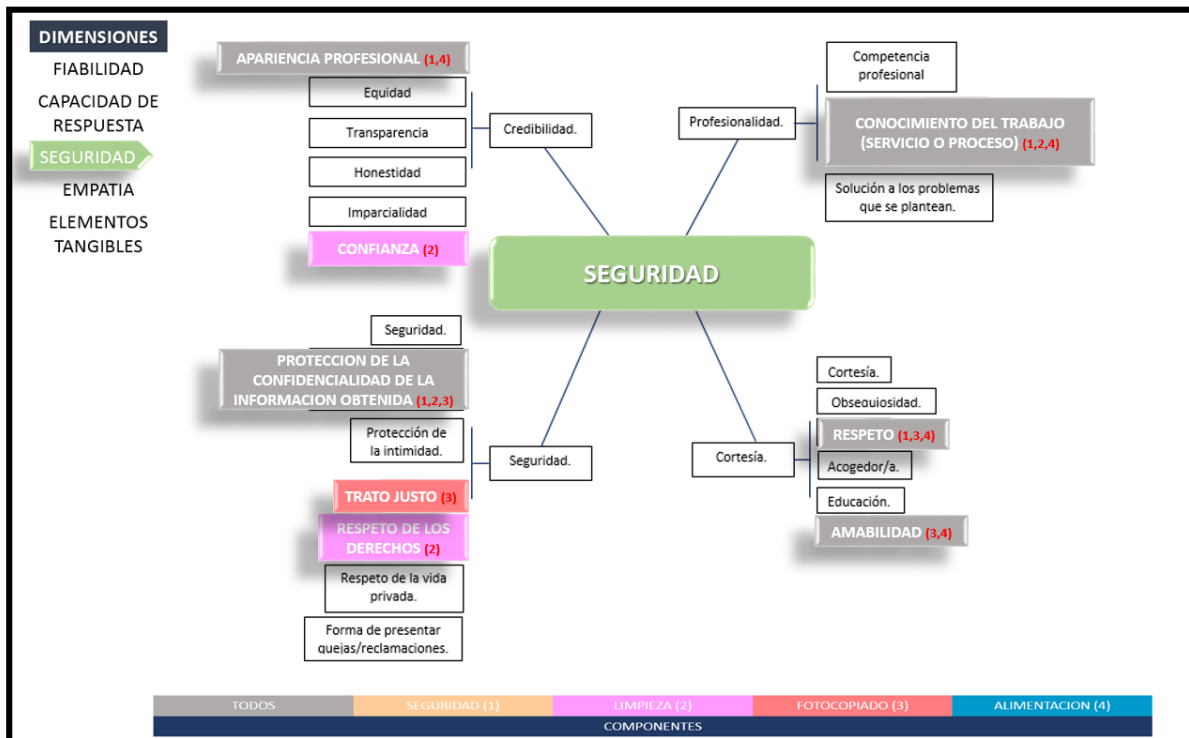 DIMENSIONES
FIABILIDAD
CAPACIDAD DE
RESPUESTA
SEGURIDAD
EMPATIA
ELEMENTOS
TANGIBLES
APARIENCIA PROFESIONAL (1,4)
Equidad
Transparencia
Honestidad
Imparcialidad
CONFIANZA (2)
Credibilidad.
Profesionalidad.
Competencia
profesional
CONOCIMIENTO DEL TRABAJO
(SERVICIO O PROCESO) (1,2,4)
Solución a los problemas
que se plantean.
SEGURIDAD
Seguridad.
PROTECCION DE LA
CONFIDENCIALIDAD DE LA
INFORMACION OBTENIDA (1,2,3)
Protección de
la intimidad.
TRATO JUSTO (3)
RESPETO DE LOS
DERECHOS (2)
Respeto de la vida
privada.
Forma de presentar
quejas/reclamaciones.
Seguridad.
Cortesía.
Cortesía.
Obsequiosidad.
RESPETO (1,3,4)
Acogedor/a.
Educación.
AMABILIDAD (3,4)
TODOS
SEGURIDAD (1)
LIMPIEZA (2)
FOTOCOPIADO (3)
ALIMENTACION (4)
COMPONENTES